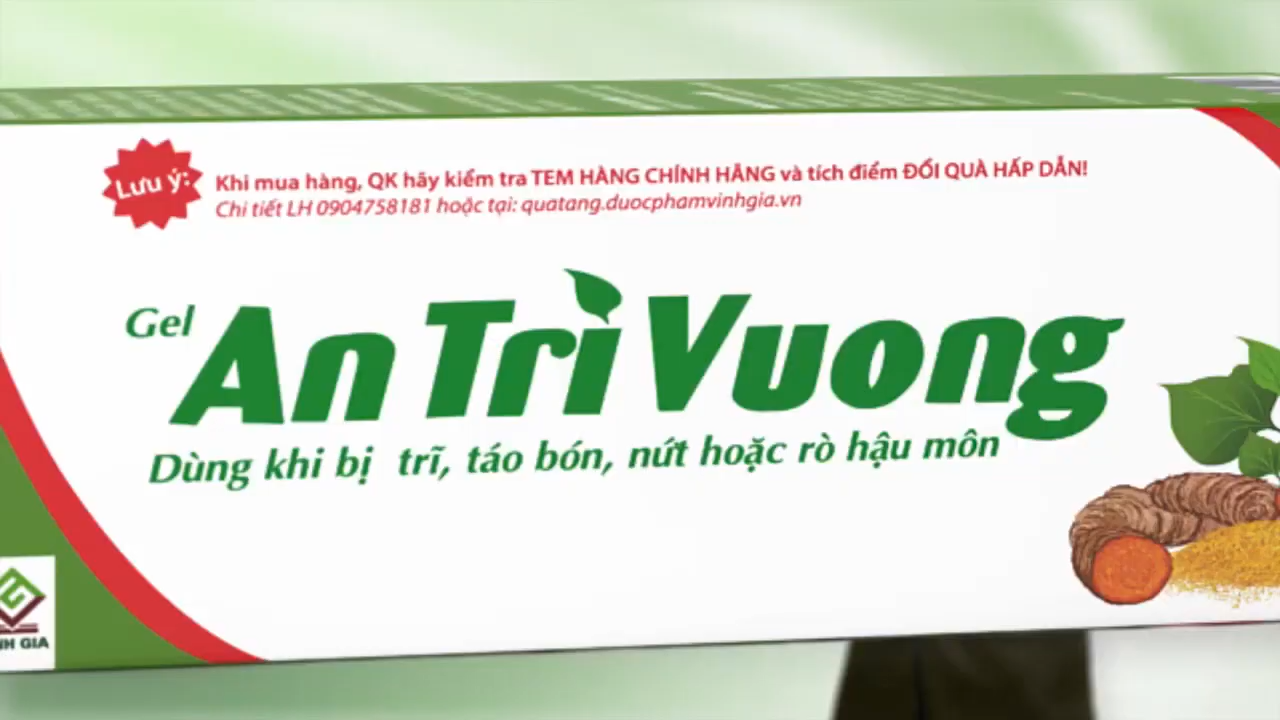 Lưu ý:
Khi mua hàng, QK hãy kiểm tra TEM HÀNG CHÍNH HÃNG và tích điểm ĐỔI QUÀ HẤP DẪN!
Chi tiết LH 0904758181 hoặc tại: quatang.duocphamvinhgia.vn
Gel
An Trĩ Vuong
Dùng khi bị trĩ, táo bón, nứt hoặc rò hậu môn
GIA